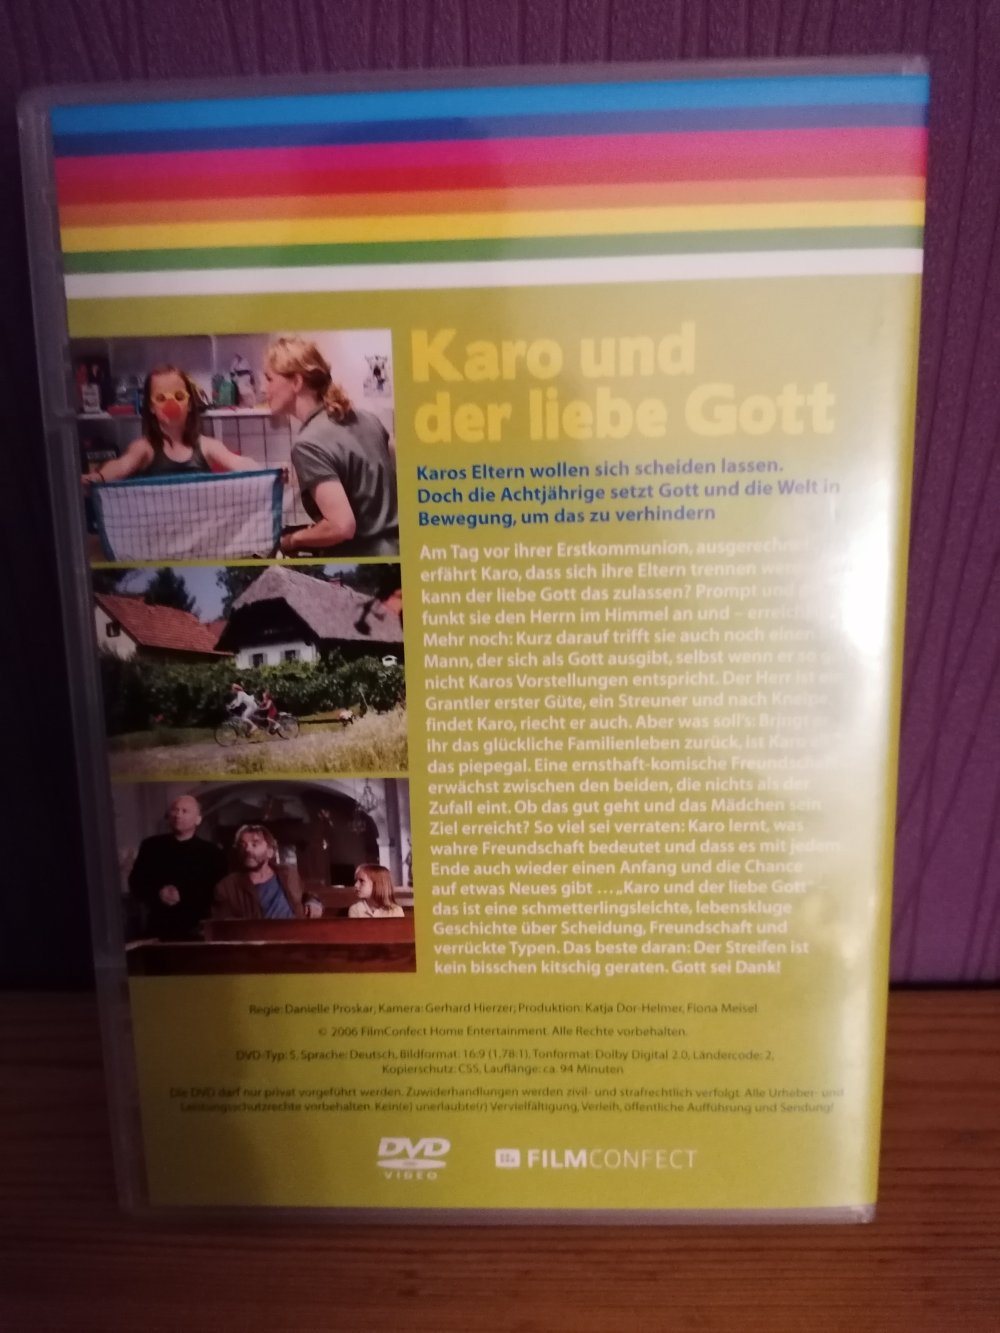 Karo und
der liebe Gott
Karos Eltern wollen sich scheiden lassen.
Doch die Achtjährige setzt Gott und die Welt in
Bewegung, um das zu verhindern
Am Tag vor ihrer Erstkommunion,
erfährt Karo, dass sich ihre Eltern trennen
kann der liebe Gott das zulassen? Prompt und
funkt sie den Herrn im Himmel an und –
Mehr noch: Kurz darauf trifft sie auch noch einen
Mann, der sich als Gott ausgibt, selbst wenn er so
nicht Karos Vorstellungen entspricht. Der Herr ist ein
Grantler erster Güte, ein Streuner und nach Kneipe,
findet Karo, riecht er auch. Aber was soll's: Bringt er
ihr das glückliche Familienleben zurück, ist Karo
das piepegal. Eine ernsthaft-komische Freundschaft
erwächst zwischen den beiden, die nichts als der
Zufall eint. Ob das gut geht und das Mädchen sein
Ziel erreicht? So viel sei verraten: Karo lernt, was
wahre Freundschaft bedeutet und dass es mit jedem
Ende auch wieder einen Anfang und die Chance
auf etwas Neues gibt ... „Karo und der liebe Gott"
das ist eine schmetterlingsleichte, lebenskluge
Geschichte über Scheidung, Freundschaft und
verrückte Typen. Das beste daran: Der Streifen ist
kein bisschen kitschig geraten. Gott sei Dank!
Regie: Danielle Proskar; Kamera: Gerhard Hierzer; Produktion: Katja Dor-Helmer, Fiona Meisel
© 2006 FilmConfect Home Entertainment. Alle Rechte vorbehalten.
DVD-Typ: 5, Sprache: Deutsch, Bildformat: 16:9 (1,78:1), Tonformat: Dolby Digital 2.0, Ländercode: 2,
Kopierschutz: CSS, Lauflänge: ca. 94 Minuten
Die DVD darf nur privat vorgeführt werden. Zuwiderhandlungen werden zivil- und strafrechtlich verfolgt. Alle Urheber- und
Leistungsschutzrechte vorbehalten. Kein(e) unerlaubte(r) Vervielfältigung, Verleih, öffentliche Aufführung und Sendung!
DVD
VIDEO
FILMCONFECT